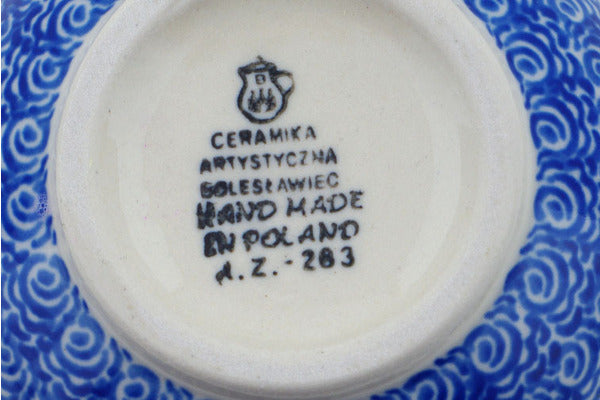 CERAMIKA
ARTYSTYCZNA
BOLESŁAWIEC
HAND MADE
IN POLAND
A.Z.-283